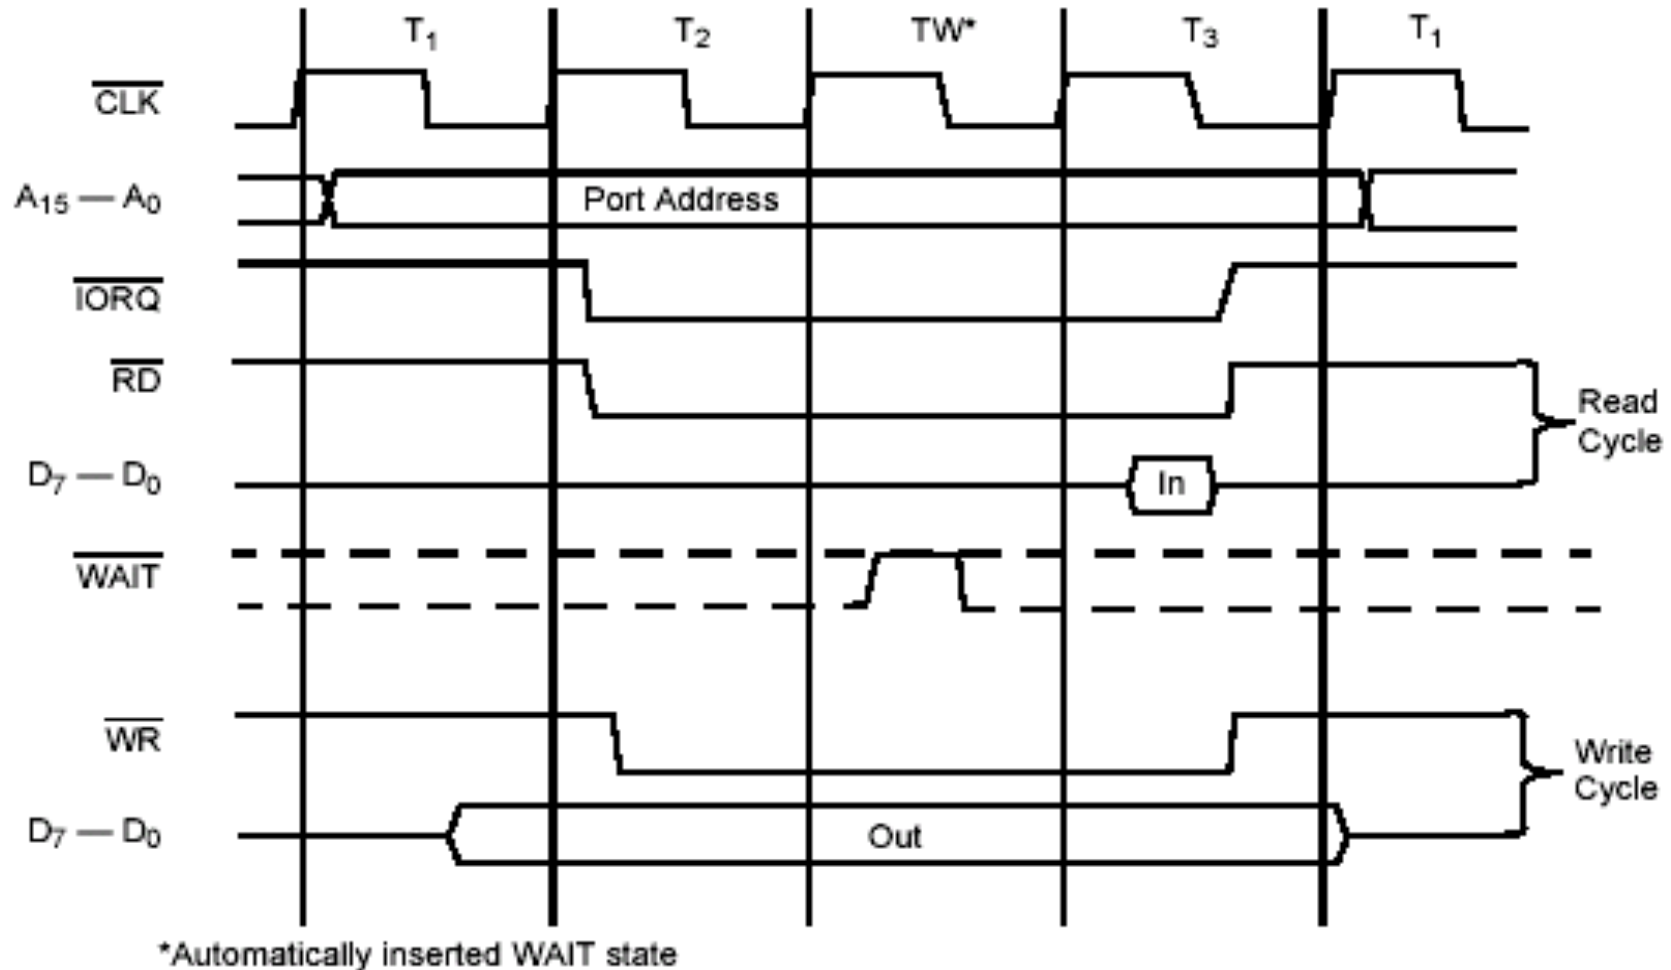 T₁ T₂ TW* T₃ T₁
CLK
A₁₅ — A₀ Port Address
IORQ
RD
Read
Cycle
D₇ — D₀ In
WAIT
WR
Write
Cycle
D₇ — D₀ Out
*Automatically inserted WAIT state